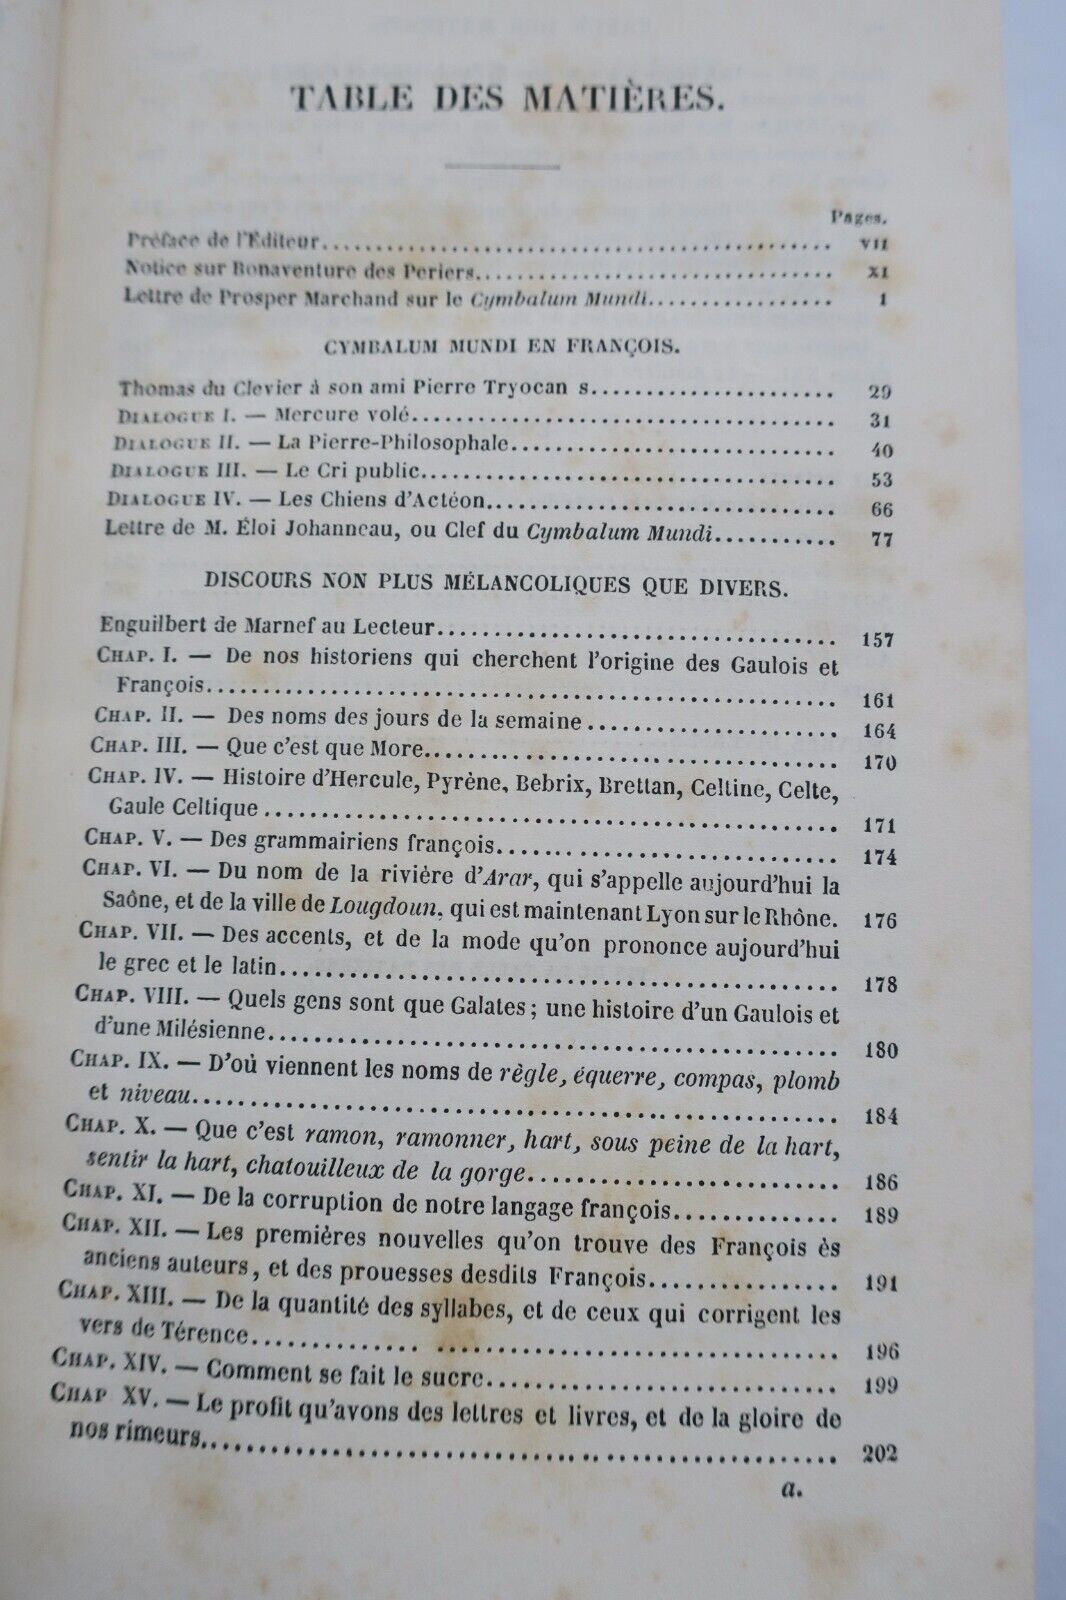 TABLE DES MATIÈRES.
Pages.
Préface de l'Éditeur........ VII
Notice sur Bonaventure des Periers........ XI
Lettre de Prosper Marchand sur le Cymbalum Mundi........ 1
CYMBALUM MUNDI EN FRANÇOIS.
Thomas du Clevier à son ami Pierre Tryocan s........ 29
DIALOGUE I. — Mercure volé........ 31
DIALOGUE II. — La Pierre-Philosophale........ 40
DIALOGUE III. — Le Cri public........ 53
DIALOGUE IV. — Les Chiens d'Actéon........ 66
Lettre de M. Éloi Johanneau, ou Clef du Cymbalum Mundi........ 77
DISCOURS NON PLUS MÉLANCOLIQUES QUE DIVERS.
Enguilbert de Marnef au Lecteur........ 157
CHAP. I. — De nos historiens qui cherchent l'origine des Gaulois et
François........ 161
CHAP. II. — Des noms des jours de la semaine........ 164
CHAP. III. — Que c'est que More........ 170
CHAP. IV. — Histoire d'Hercule, Pyrène, Bebrix, Brettan, Celtine, Celte,
Gaule Celtique........ 171
CHAP. V. — Des grammairiens françois........ 174
CHAP. VI. — Du nom de la rivière d'Arar, qui s'appelle aujourd'hui la
Saône, et de la ville de Lougdoun, qui est maintenant Lyon sur le Rhône. 176
CHAP. VII. — Des accents, et de la mode qu'on prononce aujourd'hui
le grec et le latin........ 178
CHAP. VIII. — Quels gens sont que Galates; une histoire d'un Gaulois et
d'une Milésienne........ 180
CHAP. IX. — D'où viennent les noms de règle, équerre, compas, plomb
et niveau........ 184
CHAP. X. — Que c'est ramon, ramonner, hart, sous peine de la hart,
sentir la hart, chatouilleux de la gorge........ 186
CHAP. XI. — De la corruption de notre langage françois........ 189
CHAP. XII. — Les premières nouvelles qu'on trouve des François ès
anciens auteurs, et des prouesses desdits François........ 191
CHAP. XIII. — De la quantité des syllabes, et de ceux qui corrigent les
vers de Térence........ 196
CHAP. XIV. — Comment se fait le sucre........ 199
CHAP XV. — Le profit qu'avons des lettres et livres, et de la gloire de
nos rimeurs........ 202
a.